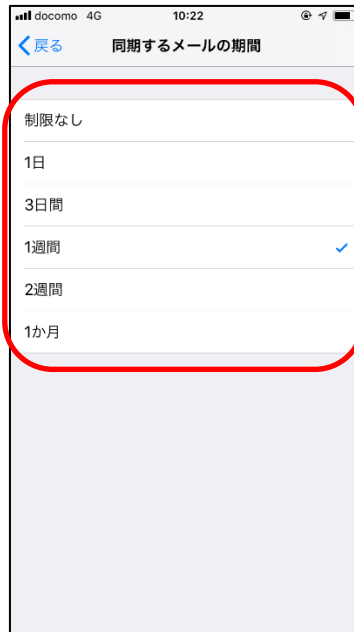 docomo 4G 10:22
戻る 同期するメールの期間
制限なし
1日
3日間
1週間
2週間
1か月